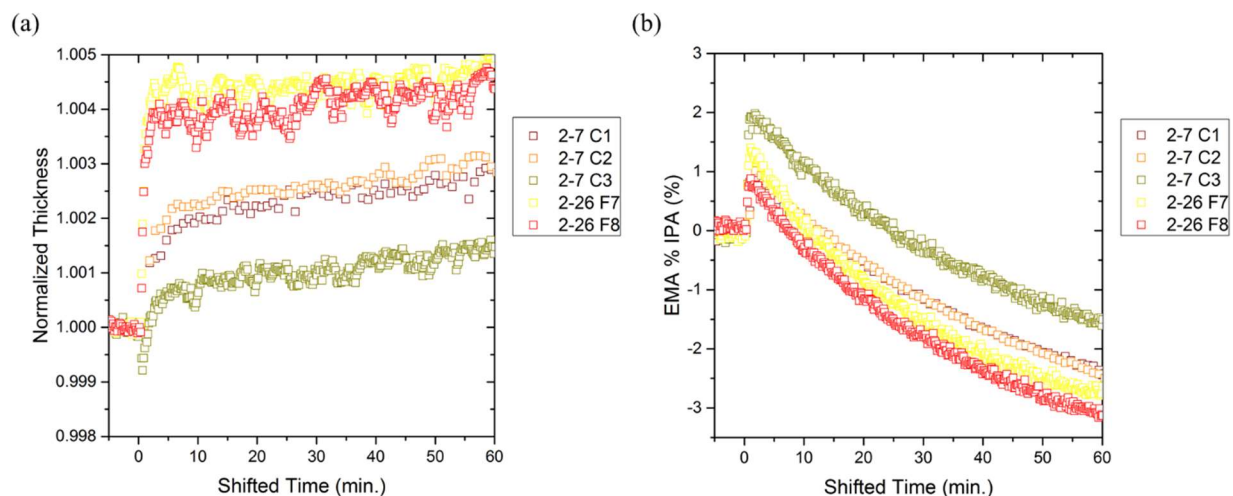 (a)
Normalized Thickness
1.005
1.004
1.003
1.002
1.001
1.000
0.999
0.998
0 10 20 30 40 50 60
Shifted Time (min.)
2-7 C1
2-7 C2
2-7 C3
2-26 F7
2-26 F8
(b)
EMA % IPA (%)
3
2
1
0
-1
-2
-3
0 10 20 30 40 50 60
Shifted Time (min.)
2-7 C1
2-7 C2
2-7 C3
2-26 F7
2-26 F8